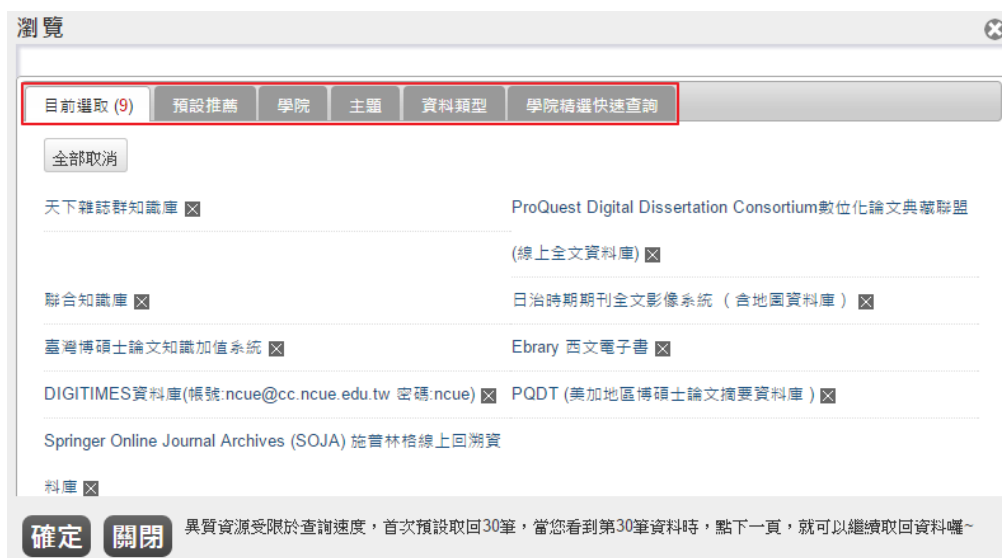 瀏覽
目前選取 (9) 預設推薦 學院 主題 資料類型 學院精選快速查詢
全部取消
天下雜誌群知識庫
ProQuest Digital Dissertation Consortium數位化論文典藏聯盟
(線上全文資料庫)
聯合知識庫
日治時期期刊全文影像系統 ( 含地圖資料庫 )
臺灣博碩士論文知識加值系統
Ebrary 西文電子書
DIGITIMES資料庫(帳號:ncue@cc.ncue.edu.tw 密碼:ncue)
PQDT (美加地區博碩士論文摘要資料庫 )
Springer Online Journal Archives (SOJA) 施普林格線上回溯資
料庫
確定 關閉 異質資源受限於查詢速度，首次預設取回30筆，當您看到第30筆資料時，點下一頁，就可以繼續取回資料囉~